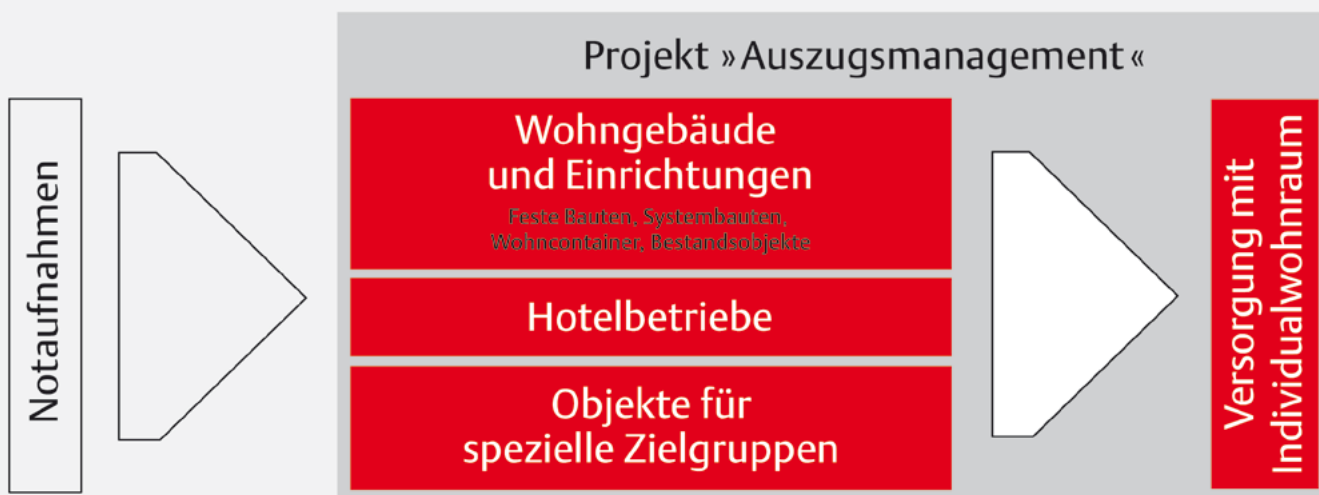 Projekt »Auszugsmanagement«
Notaufnahmen
Wohngebäude
und Einrichtungen
Feste Bauten, Systembauten,
Wohncontainer, Bestandsobjekte
Hotelbetriebe
Objekte für
spezielle Zielgruppen
Versorgung mit
Individualwohnraum